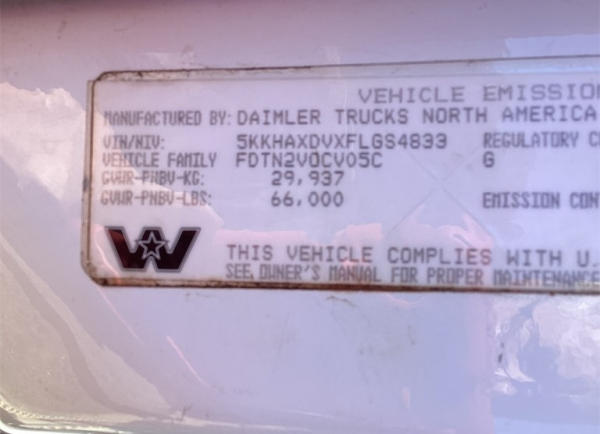 VEHICLE EMISSIO
MANUFACTURED BY: DAIMLER TRUCKS NORTH AMERICA
VIN/NIV: 5KKHAXDVXFLGS4833 REGULATORY C
VEHICLE FAMILY FDTN2VOCV05C G
GVWR-PNBV-KG: 29,937
GVWR-PNBV-LBS: 66,000 EMISSION CON
THIS VEHICLE COMPLIES WITH U.
SEE OWNER'S MANUAL FOR PROPER MAINTENANCE